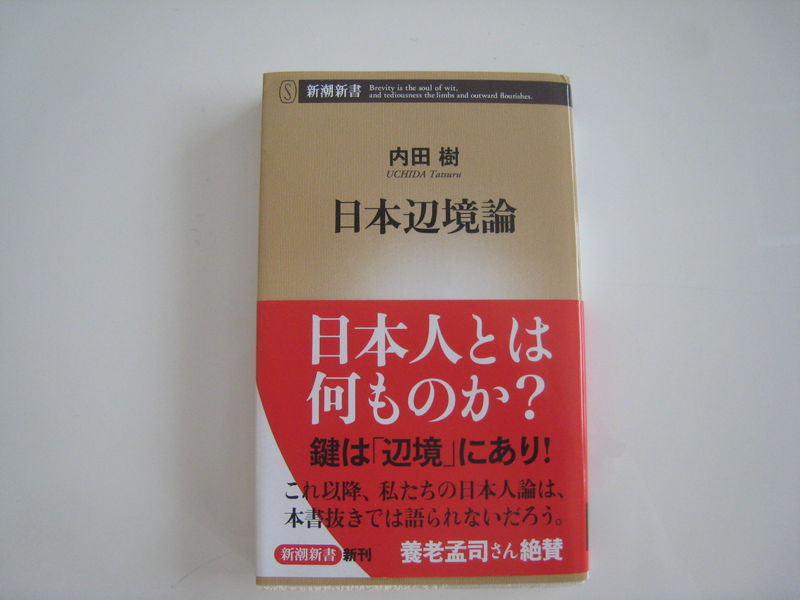 S
新潮新書
Brevity is the soul of wit,
and tediousness the limbs and outward flourishes.
内田 樹
UCHIDA Tatsuru
日本辺境論
日本人とは
何ものか?
鍵は「辺境」にあり!
これ以降、私たちの日本人論は、
本書抜きでは語られないだろう。
新潮新書 新刊
養老孟司さん絶賛